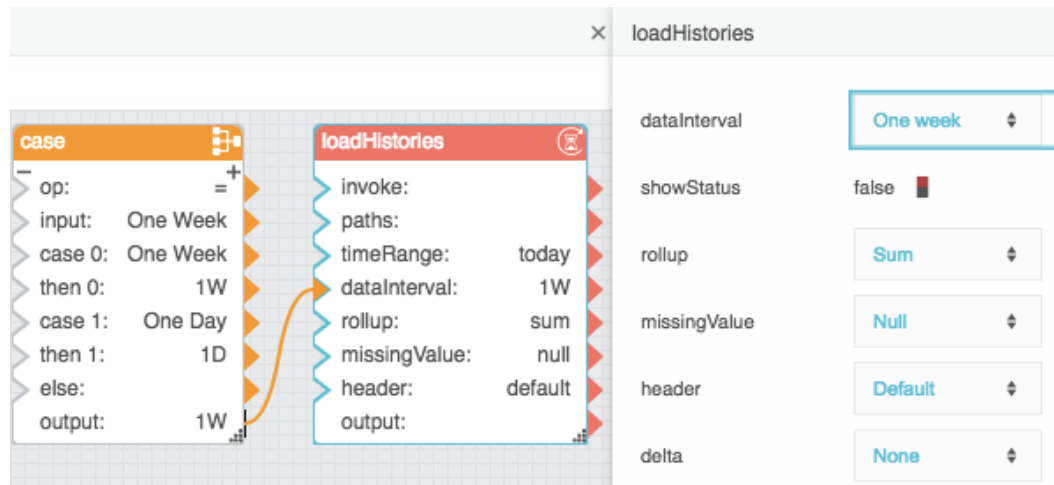 × loadHistories
case
− +
op: =
input: One Week
case 0: One Week
then 0: 1W
case 1: One Day
then 1: 1D
else:
output: 1W
loadHistories
invoke:
paths:
timeRange: today
dataInterval: 1W
rollup: sum
missingValue: null
header: default
output:
dataInterval One week
showStatus false
rollup Sum
missingValue Null
header Default
delta None